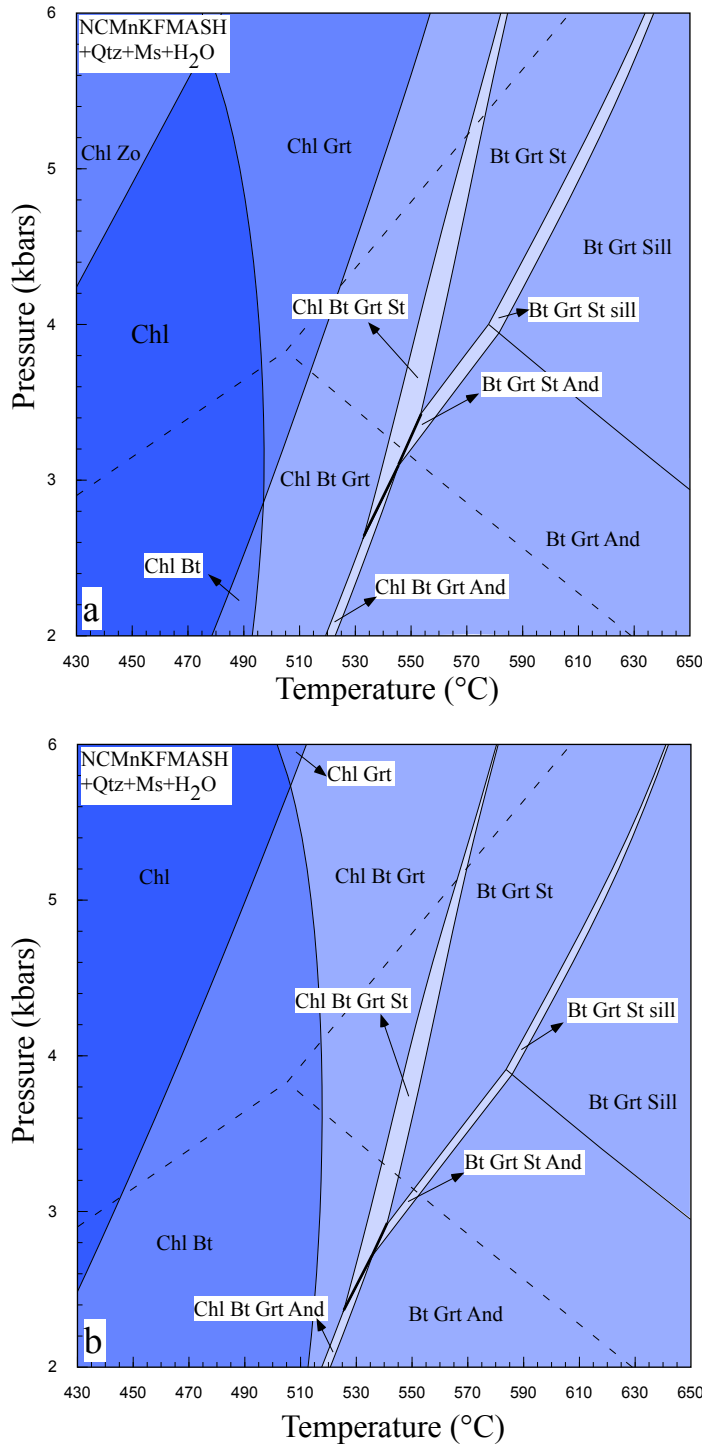 6
NCMnKFMASH
+Qtz+Ms+H2O
Chl Zo
Chl Grt
Bt Grt St
5
Bt Grt Sill
Chl Bt Grt St
Bt Grt St sill
Chl
4
Bt Grt St And
Pressure (kbars)
3
Chl Bt Grt
Bt Grt And
Chl Bt
Chl Bt Grt And
a
2
430 450 470 490 510 530 550 570 590 610 630 650
Temperature (°C)
6
NCMnKFMASH
+Qtz+Ms+H2O
Chl Grt
Chl
Chl Bt Grt
Bt Grt St
5
Chl Bt Grt St
Bt Grt St sill
4
Bt Grt Sill
Pressure (kbars)
Bt Grt St And
3
Chl Bt
Chl Bt Grt And
Bt Grt And
b
2
430 450 470 490 510 530 550 570 590 610 630 650
Temperature (°C)